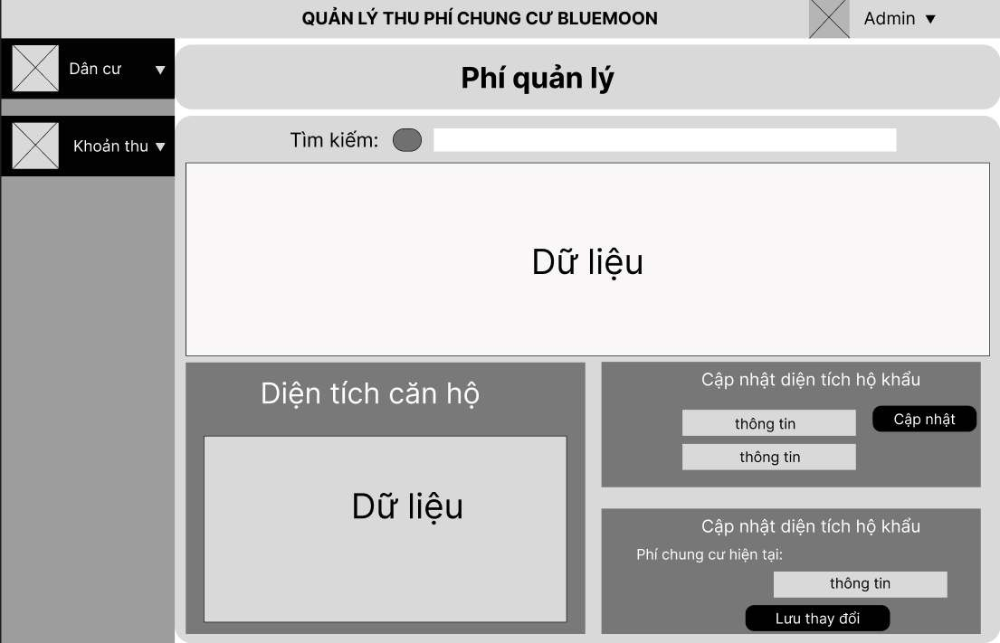 QUẢN LÝ THU PHÍ CHUNG CƯ BLUEMOON
Admin ▼
Dân cư ▼
Khoản thu ▼
Phí quản lý
Tìm kiếm:
Dữ liệu
Diện tích căn hộ
Dữ liệu
Cập nhật diện tích hộ khẩu
thông tin
Cập nhật
thông tin
Cập nhật diện tích hộ khẩu
Phí chung cư hiện tại:
thông tin
Lưu thay đổi